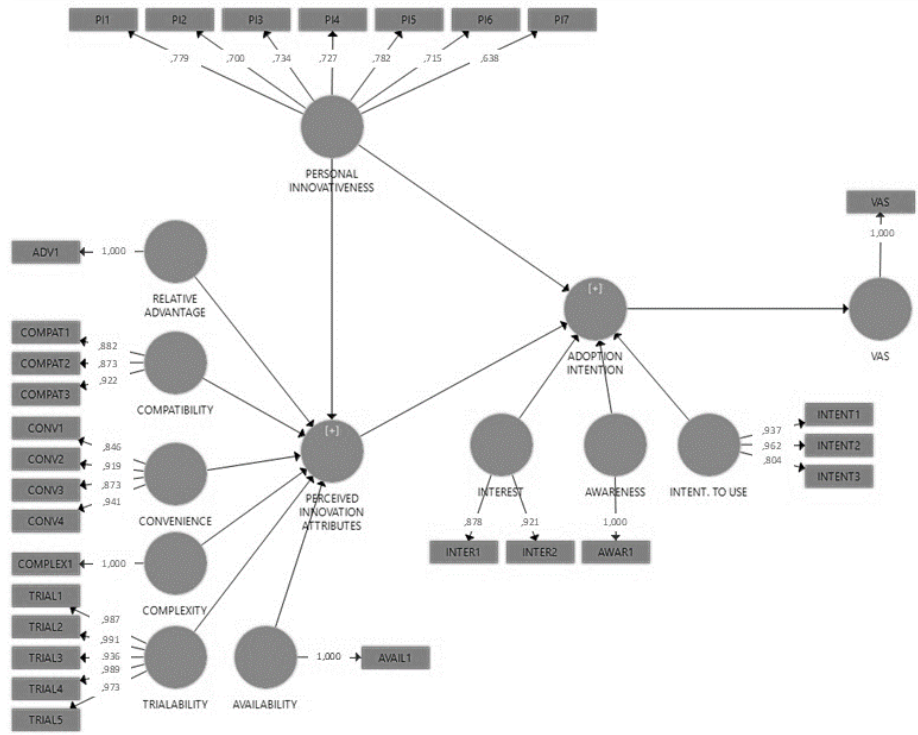 PI1 PI2 PI3 PI4 PI5 PI6 PI7
,779 ,700 ,734 ,727 ,782 ,715 ,638
PERSONAL
INNOVATIVENESS
VAS
1,000
VAS
ADV1
1,000
RELATIVE
ADVANTAGE
[+]
ADOPTION
INTENTION
COMPAT1
COMPAT2
COMPAT3
,882
,873
,922
COMPATIBILITY
CONV1
CONV2
CONV3
CONV4
,846
,919
,873
,941
CONVENIENCE
[+]
PERCEIVED
INNOVATION
ATTRIBUTES
INTEREST
,878 ,921
INTER1 INTER2
AWARENESS
1,000
AWAR1
INTENT. TO USE
,937
,962
,804
INTENT1
INTENT2
INTENT3
COMPLEX1
1,000
COMPLEXITY
TRIAL1
TRIAL2
TRIAL3
TRIAL4
TRIAL5
,987
,991
,936
,989
,973
TRIALABILITY
AVAILABILITY
1,000
AVAIL1